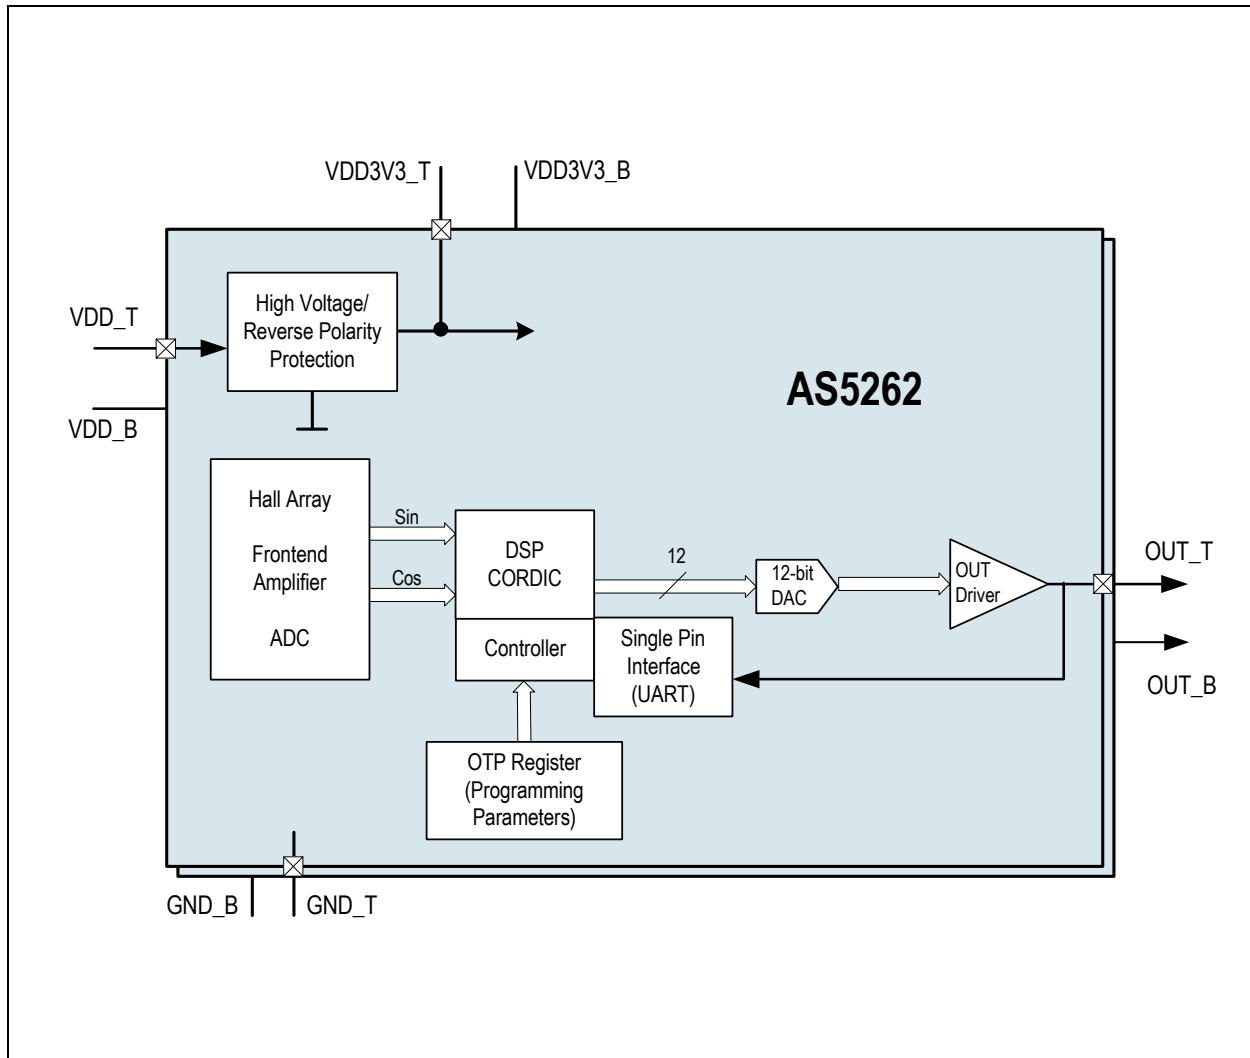 VDD3V3_T
VDD3V3_B
High Voltage/
Reverse Polarity
Protection
VDD_T
VDD_B
AS5262
Hall Array
Frontend
Amplifier
ADC
Sin
Cos
DSP
CORDIC
Controller
12
12-bit
DAC
OUT
Driver
OUT_T
OUT_B
Single Pin
Interface
(UART)
OTP Register
(Programming
Parameters)
GND_B
GND_T